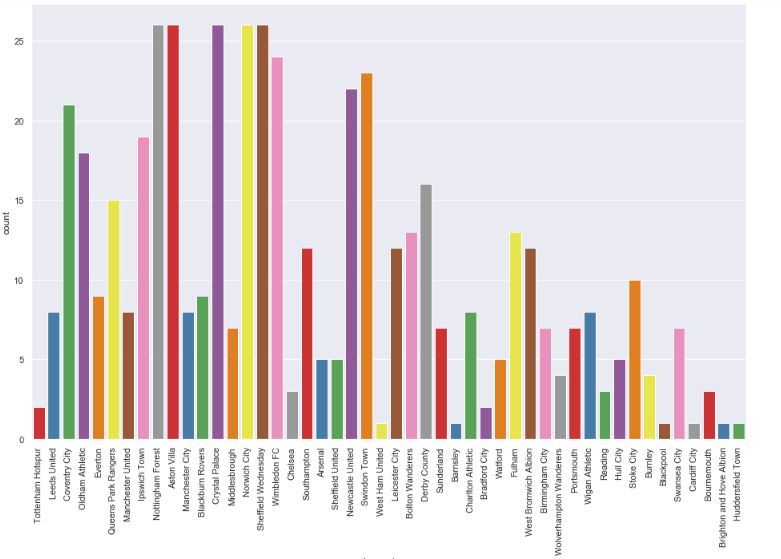 25
20
15
10
5
0
count
Tottenham Hotspur
Leeds United
Coventry City
Oldham Athletic
Everton
Queens Park Rangers
Manchester United
Ipswich Town
Nottingham Forest
Aston Villa
Manchester City
Blackburn Rovers
Crystal Palace
Middlesbrough
Norwich City
Sheffield Wednesday
Wimbledon FC
Chelsea
Southampton
Arsenal
Sheffield United
Newcastle United
Swindon Town
West Ham United
Leicester City
Bolton Wanderers
Derby County
Sunderland
Barnsley
Charlton Athletic
Bradford City
Watford
Fulham
West Bromwich Albion
Birmingham City
Wolverhampton Wanderers
Portsmouth
Wigan Athletic
Reading
Hull City
Stoke City
Burnley
Blackpool
Swansea City
Cardiff City
Bournemouth
Brighton and Hove Albion
Huddersfield Town